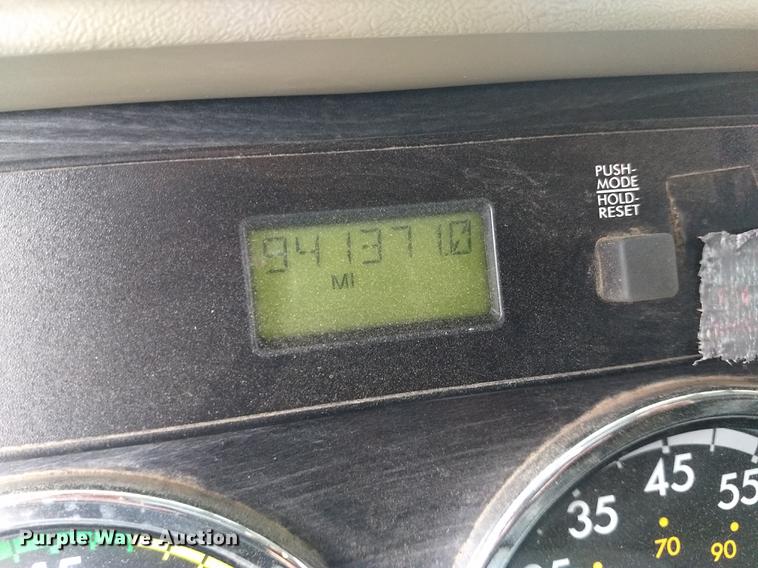 PUSH-
MODE
HOLD-
RESET
941371.0
MI
45
55
35
70
90
Purple Wave Auction